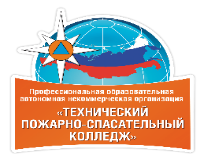 Профессиональная образовательная
автономная некоммерческая организация
«ТЕХНИЧЕСКИЙ
ПОЖАРНО-СПАСАТЕЛЬНЫЙ
КОЛЛЕДЖ»